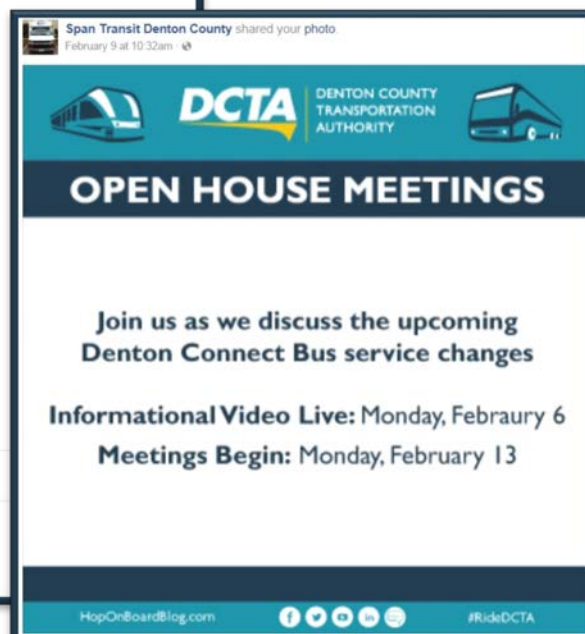 Span Transit Denton County shared your photo.
February 9 at 10:32am ·
DCTA
DENTON COUNTY
TRANSPORTATION
AUTHORITY
OPEN HOUSE MEETINGS
Join us as we discuss the upcoming
Denton Connect Bus service changes
Informational Video Live: Monday, Febraury 6
Meetings Begin: Monday, February 13
HopOnBoardBlog.com
#RideDCTA